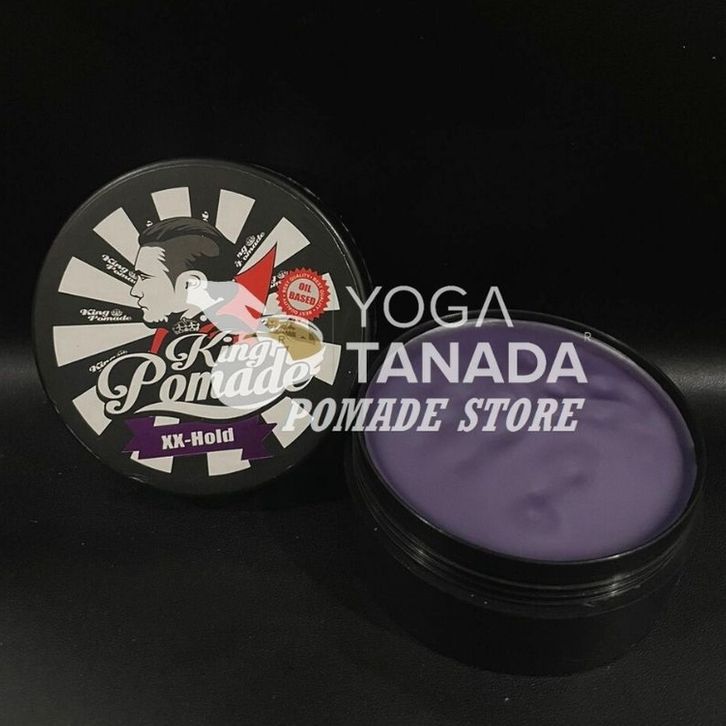 King
Pomade
King
Pomade
King
Pomade
OIL
BASED
King
Pomade
XX-Hold
YOGA
TANADA
R
POMADE STORE